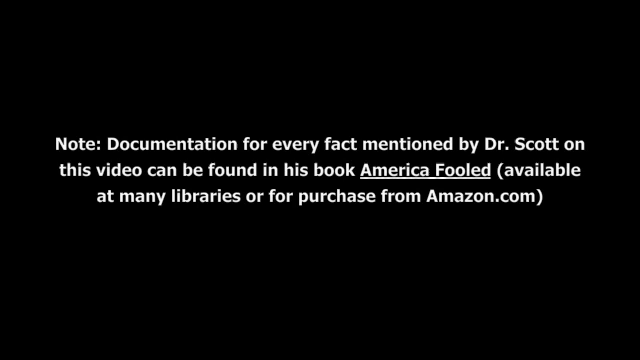 Note: Documentation for every fact mentioned by Dr. Scott on
this video can be found in his book America Fooled (available
at many libraries or for purchase from Amazon.com)